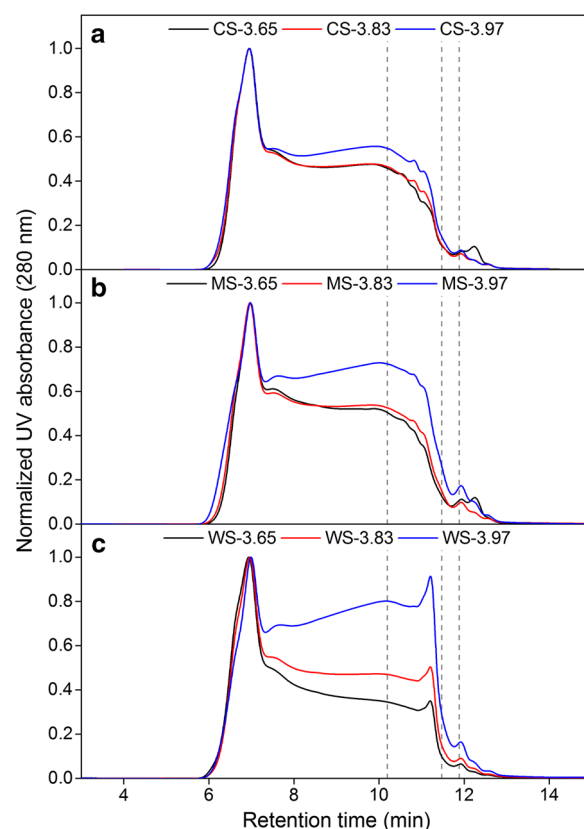 a
CS-3.65 CS-3.83 CS-3.97
1.0
0.8
0.6
0.4
0.2
0.0
b
MS-3.65 MS-3.83 MS-3.97
1.0
0.8
0.6
0.4
0.2
0.0
c
WS-3.65 WS-3.83 WS-3.97
1.0
0.8
0.6
0.4
0.2
0.0
Normalized UV absorbance (280 nm)
4 6 8 10 12 14
Retention time (min)